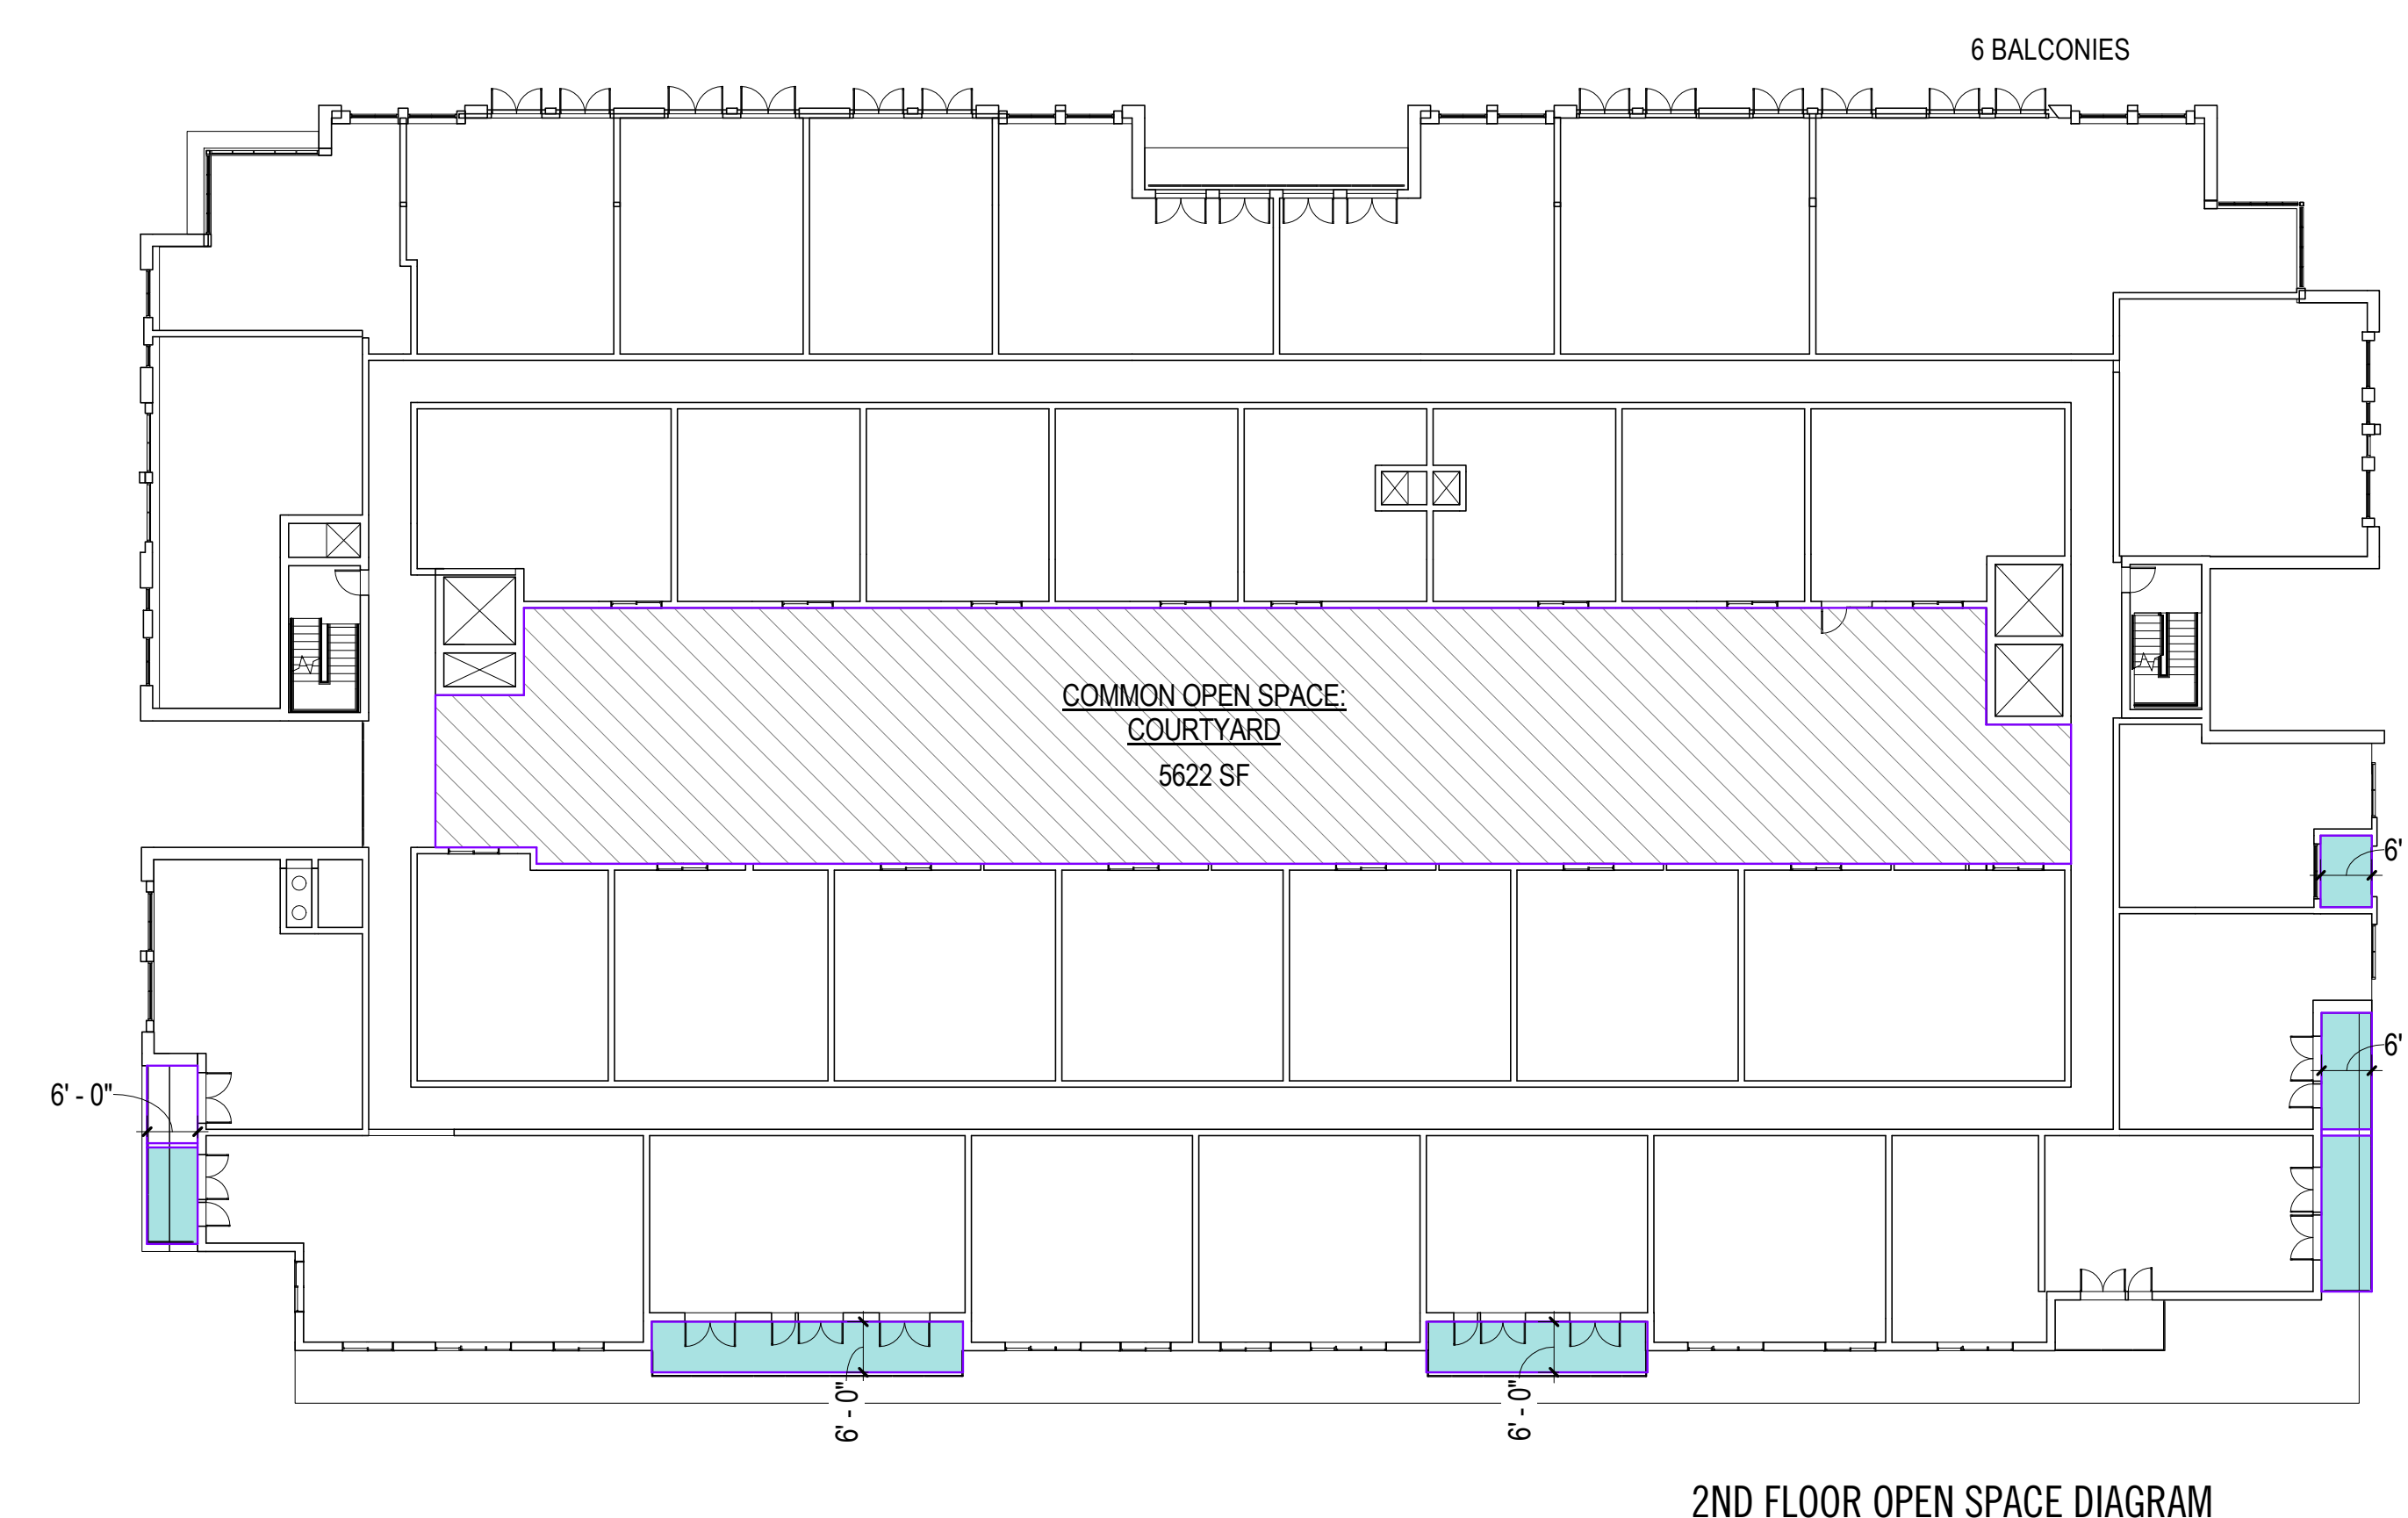 6 BALCONIES
COMMON OPEN SPACE:
COURTYARD
5622 SF
6'
6'
6' - 0"
6' - 0"
6' - 0"
2ND FLOOR OPEN SPACE DIAGRAM